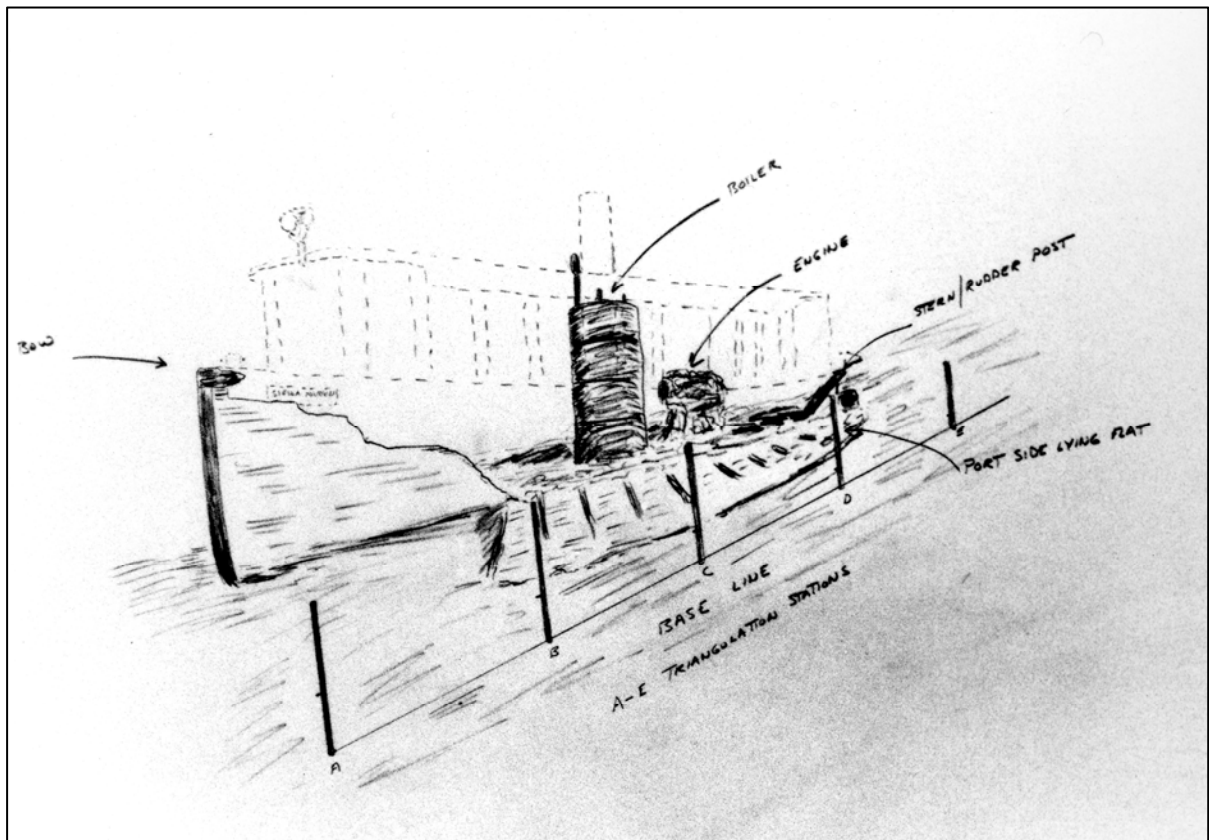 BOILER
ENGINE
STERN/RUDDER POST
BOW
PORT SIDE LYING FLAT
E
D
C
BASE LINE
B
A-E TRIANGULATION STATIONS
A